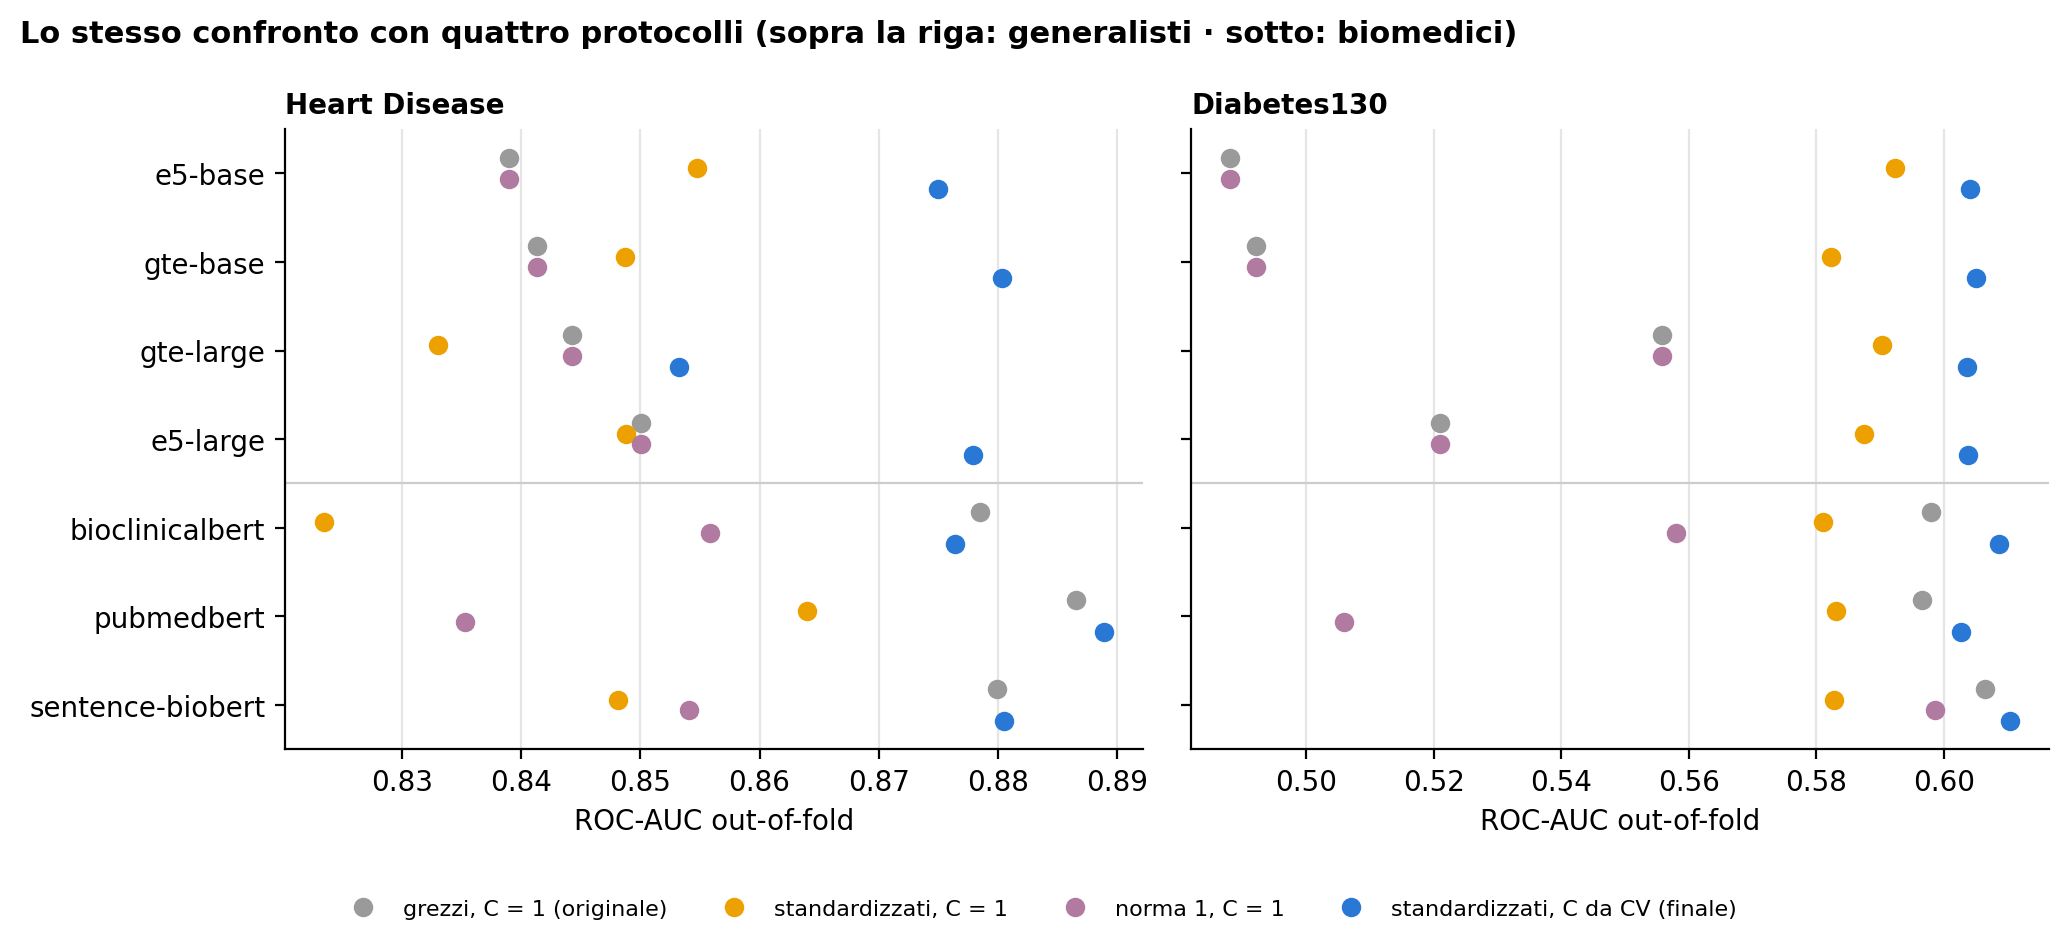 Lo stesso confronto con quattro protocolli (sopra la riga: generalisti · sotto: biomedici)
Heart Disease
Diabetes130
e5-base
gte-base
gte-large
e5-large
bioclinicalbert
pubmedbert
sentence-biobert
0.83 0.84 0.85 0.86 0.87 0.88 0.89
0.50 0.52 0.54 0.56 0.58 0.60
ROC-AUC out-of-fold
ROC-AUC out-of-fold
grezzi, C = 1 (originale)
standardizzati, C = 1
norma 1, C = 1
standardizzati, C da CV (finale)